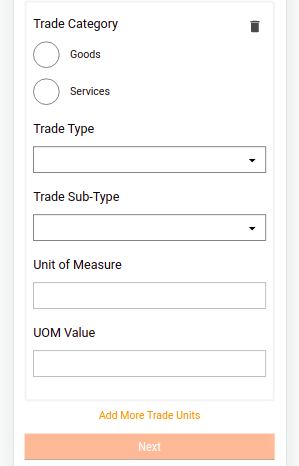 Trade Category
Goods
Services
Trade Type
Trade Sub-Type
Unit of Measure
UOM Value
Add More Trade Units
Next